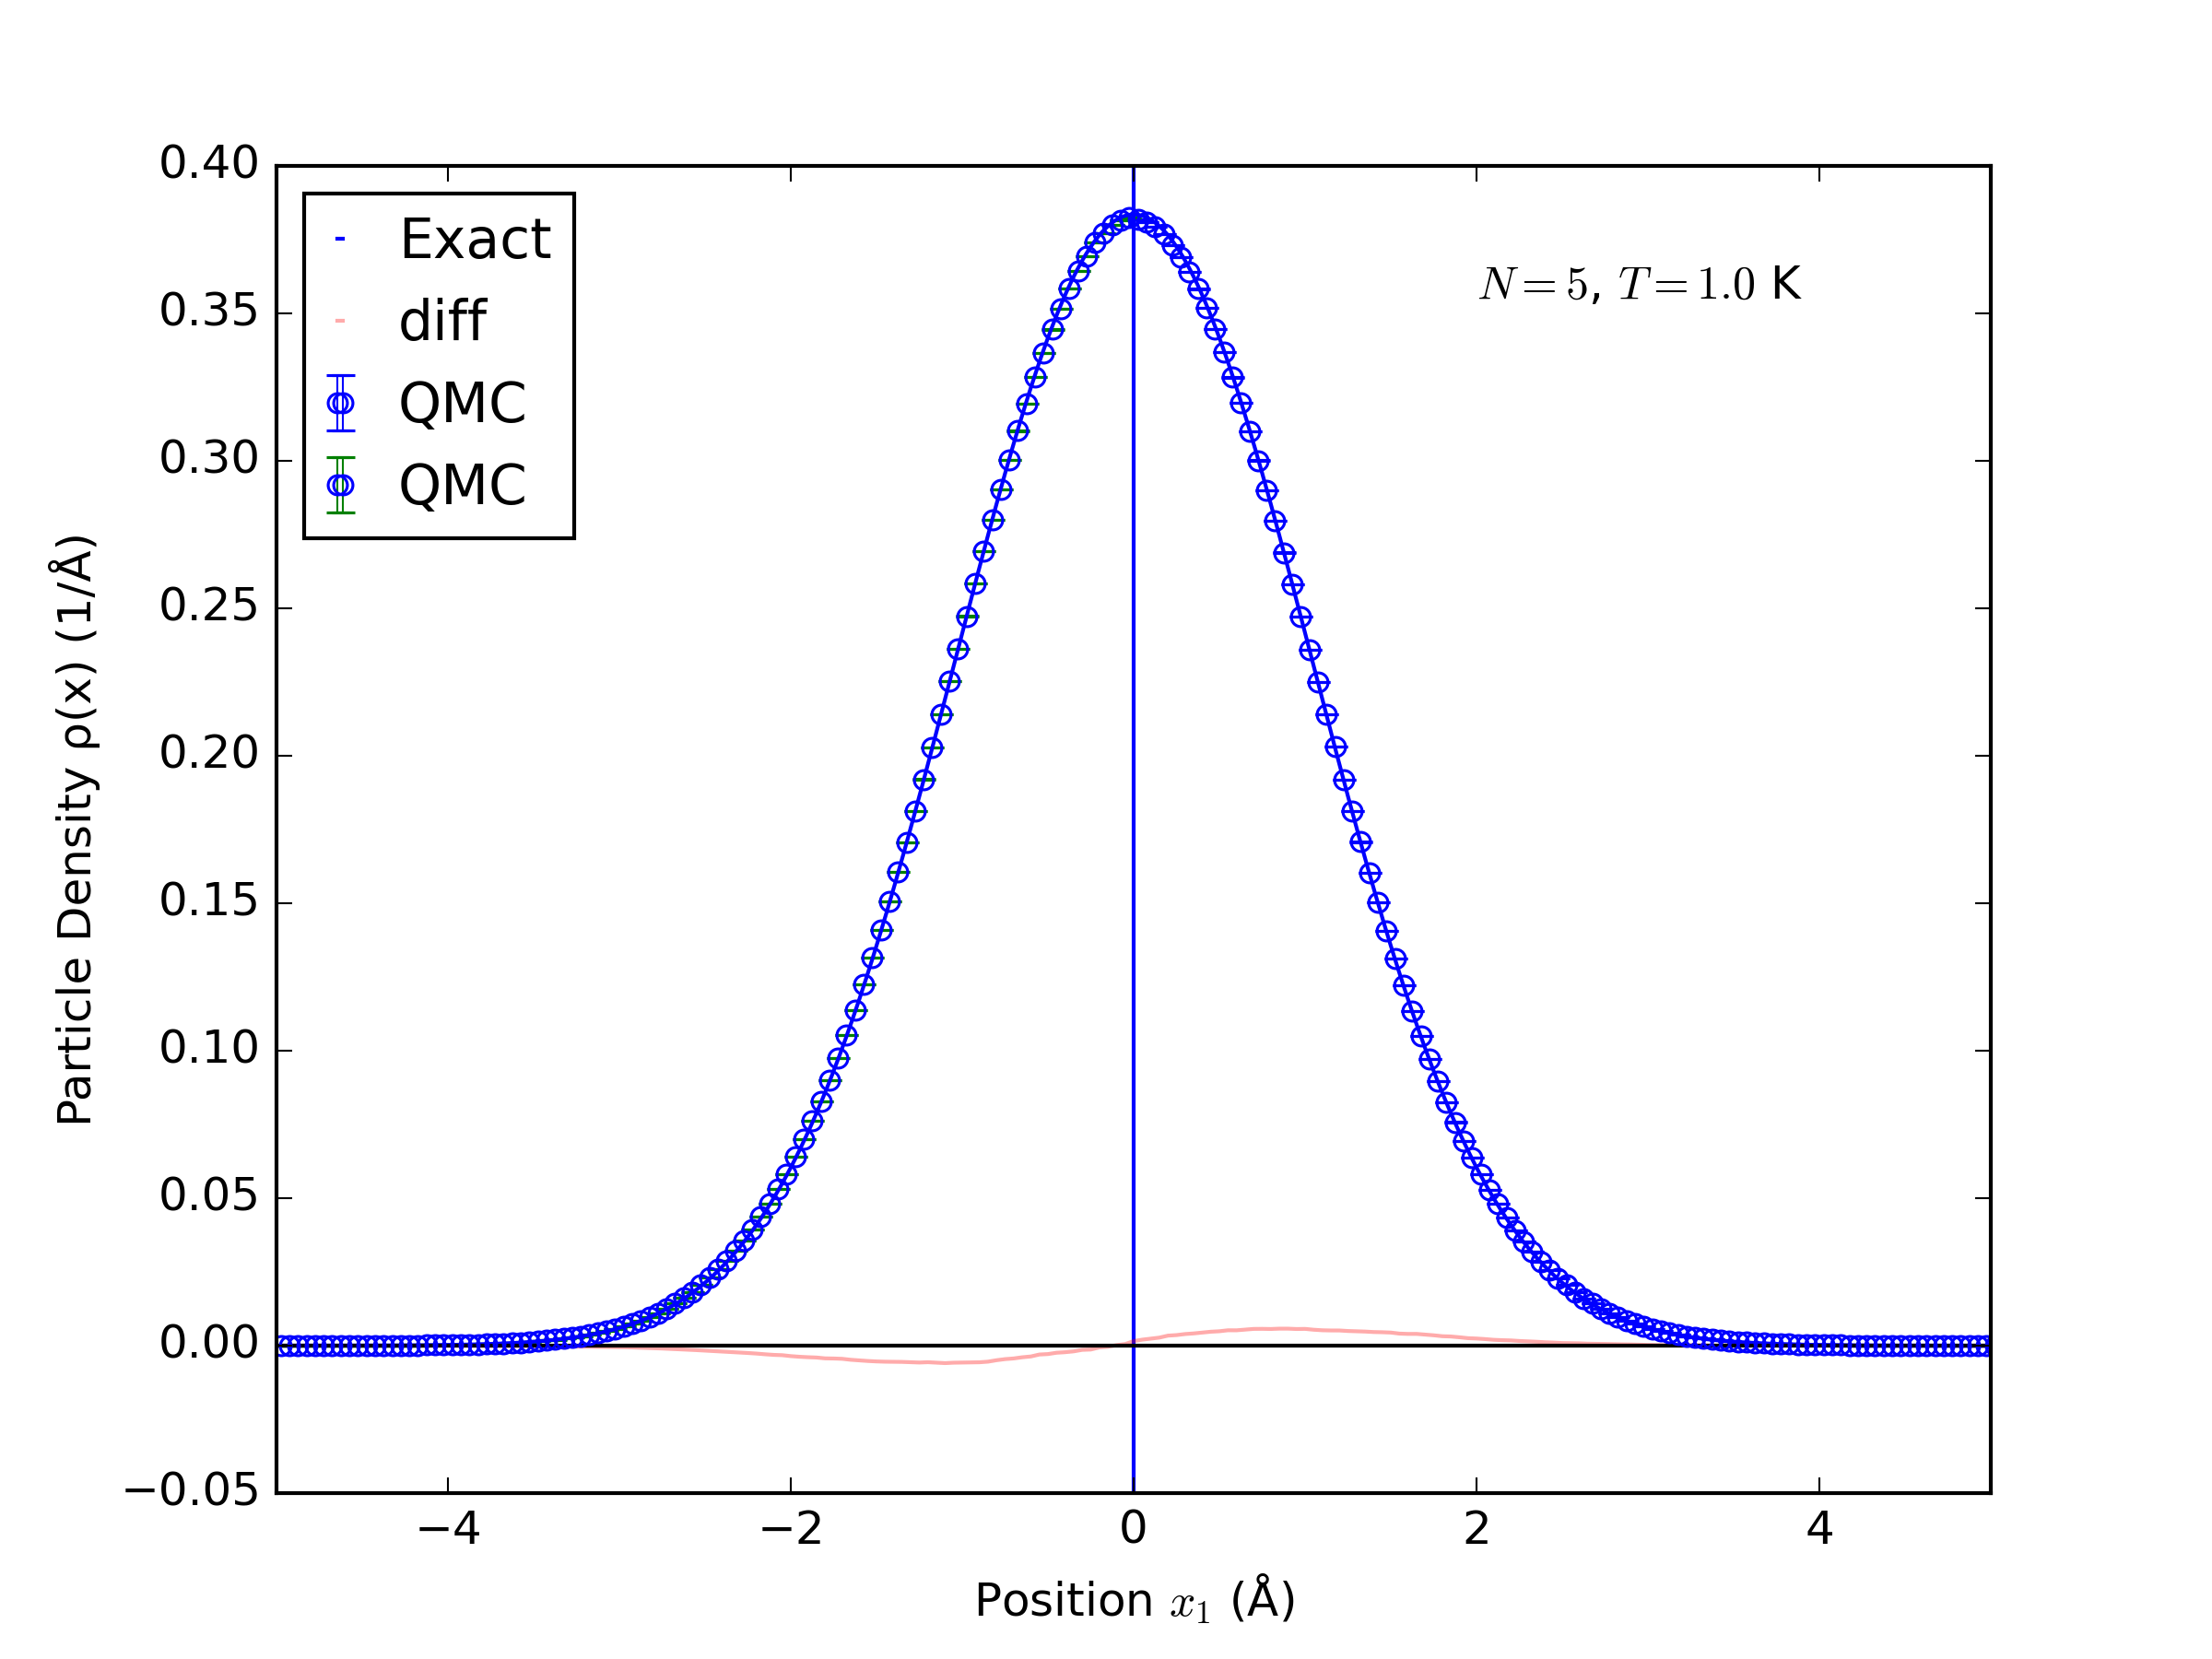 0.40
0.35
0.30
0.25
0.20
0.15
0.10
0.05
0.00
−0.05
−4
−2
0
2
4
Particle Density ρ(x) (1/Å)
Position x₁ (Å)
Exact
diff
QMC
QMC
N=5, T=1.0 K